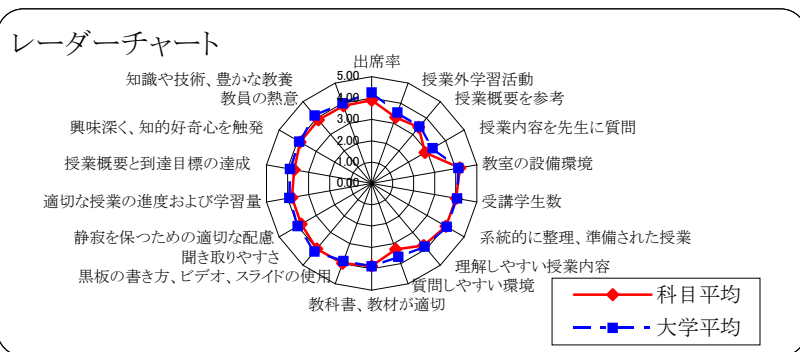 レーダーチャート
出席率
授業外学習活動
授業概要を参考
授業内容を先生に質問
教室の設備環境
受講学生数
系統的に整理、準備された授業
理解しやすい授業内容
質問しやすい環境
教科書、教材が適切
黒板の書き方、ビデオ、スライドの使用
聞き取りやすさ
静寂を保つための適切な配慮
適切な授業の進度および学習量
授業概要と到達目標の達成
興味深く、知的好奇心を触発
教員の熱意
知識や技術、豊かな教養
5.00
4.00
3.00
2.00
1.00
0.00
科目平均
大学平均